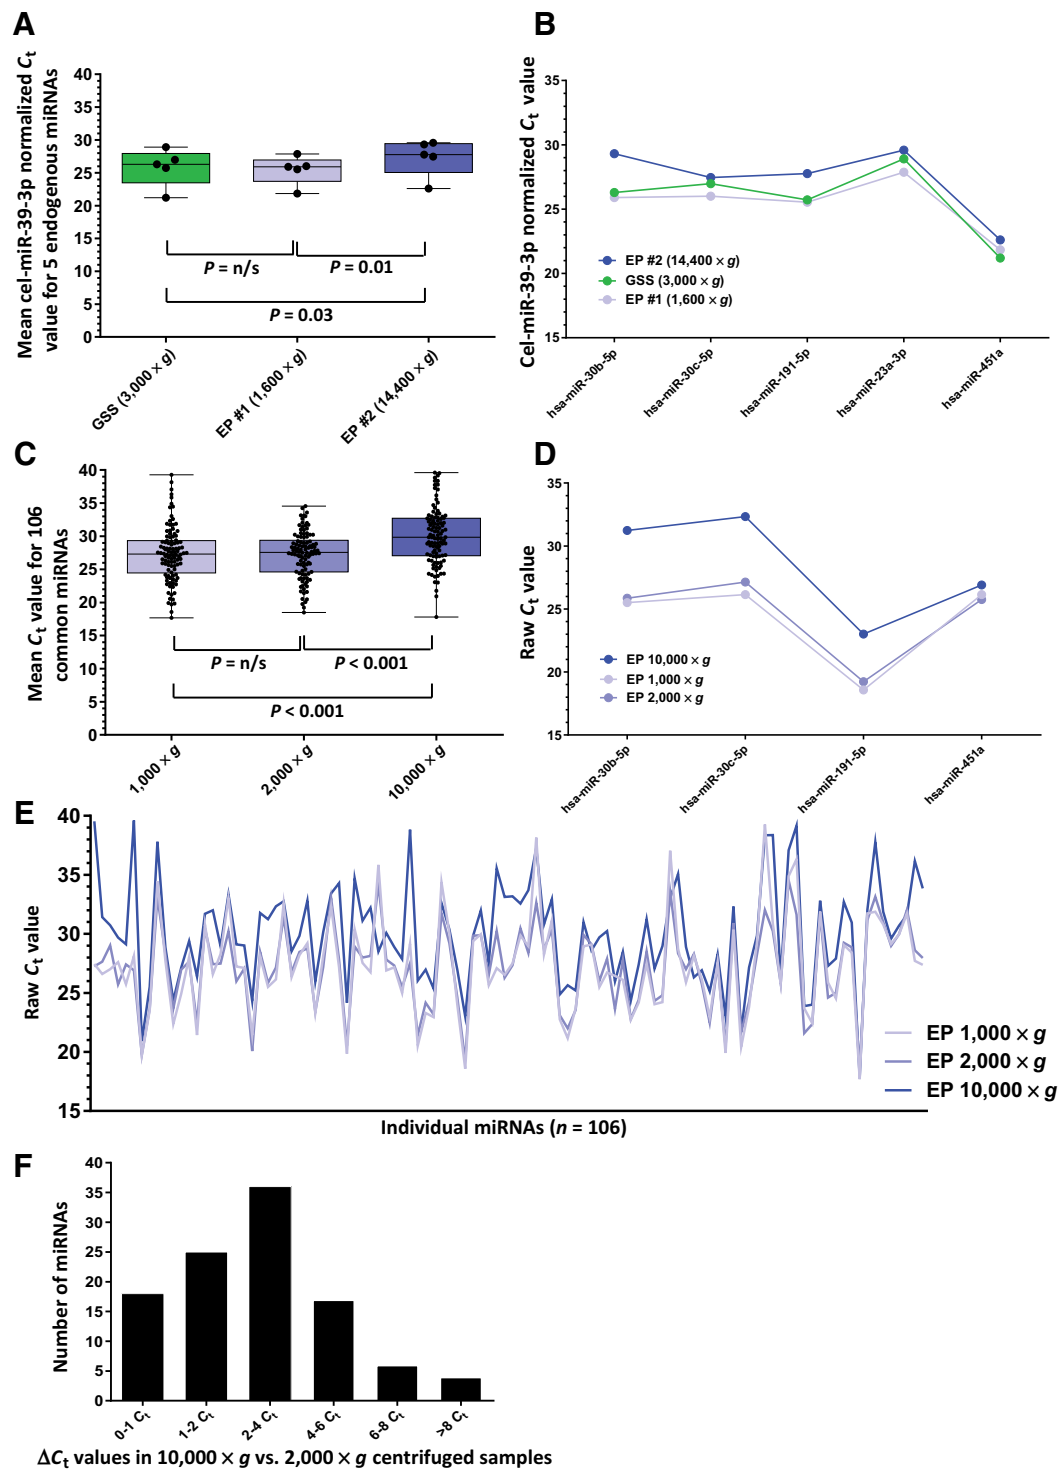 A
Mean cel-miR-39-3p normalized Ct
value for 5 endogenous miRNAs
40
35
30
25
20
15
10
5
0
P = n/s
P = 0.01
P = 0.03
GSS (3,000 × g)
EP #1 (1,600 × g)
EP #2 (14,400 × g)
B
Cel-miR-39-3p normalized Ct value
35
30
25
20
15
EP #2 (14,400 × g)
GSS (3,000 × g)
EP #1 (1,600 × g)
hsa-miR-30b-5p
hsa-miR-30c-5p
hsa-miR-191-5p
hsa-miR-23a-3p
hsa-miR-451a
C
Mean Ct value for 106
common miRNAs
40
35
30
25
20
15
10
5
0
P = n/s
P < 0.001
P < 0.001
1,000 × g
2,000 × g
10,000 × g
D
Raw Ct value
35
30
25
20
15
EP 10,000 × g
EP 1,000 × g
EP 2,000 × g
hsa-miR-30b-5p
hsa-miR-30c-5p
hsa-miR-191-5p
hsa-miR-451a
E
Raw Ct value
40
35
30
25
20
15
EP 1,000 × g
EP 2,000 × g
EP 10,000 × g
Individual miRNAs (n = 106)
F
Number of miRNAs
40
35
30
25
20
15
10
5
0
0-1 Ct
1-2 Ct
2-4 Ct
4-6 Ct
6-8 Ct
>8 Ct
ΔCt values in 10,000 × g vs. 2,000 × g centrifuged samples